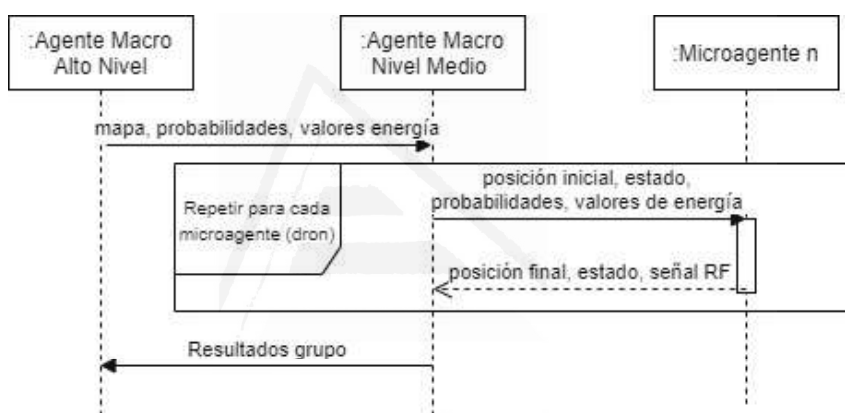 :Agente Macro
Alto Nivel
:Agente Macro
Nivel Medio
:Microagente n
mapa, probabilidades, valores energía
Repetir para cada
microagente (dron)
posición inicial, estado,
probabilidades, valores de energía
posición final, estado, señal RF
Resultados grupo